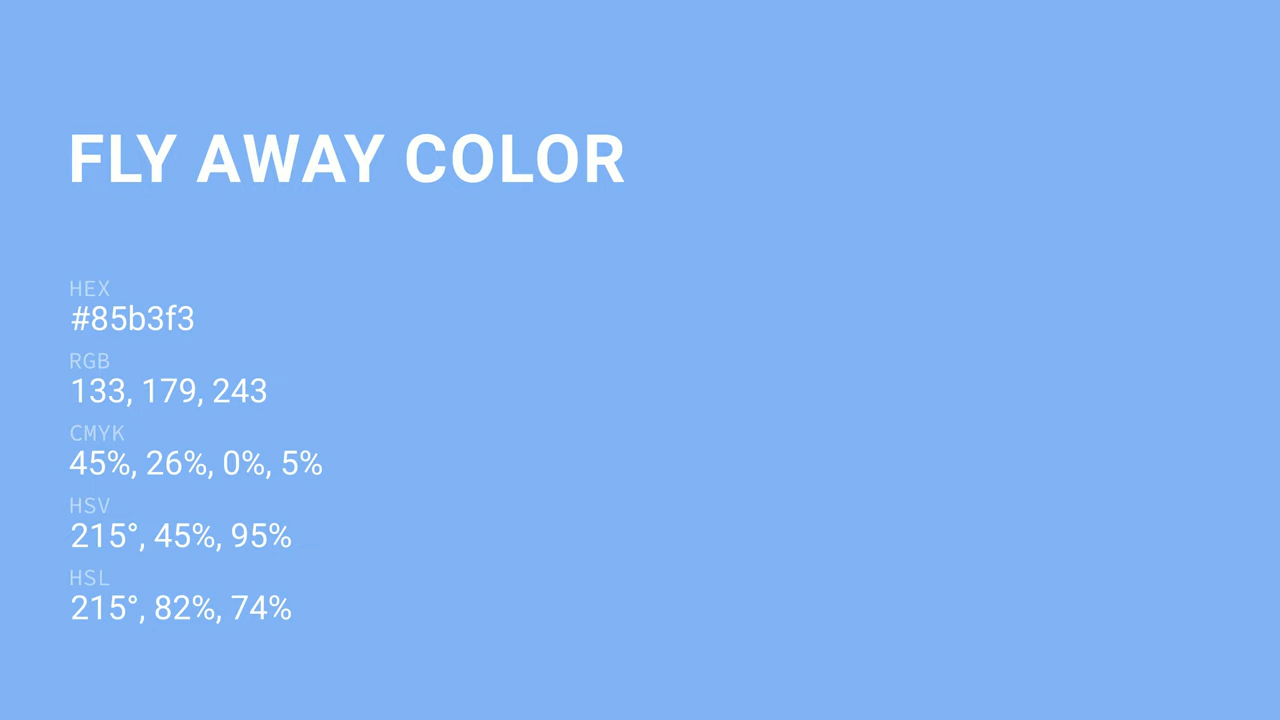 FLY AWAY COLOR
HEX
#85b3f3
RGB
133, 179, 243
CMYK
45%, 26%, 0%, 5%
HSV
215°, 45%, 95%
HSL
215°, 82%, 74%